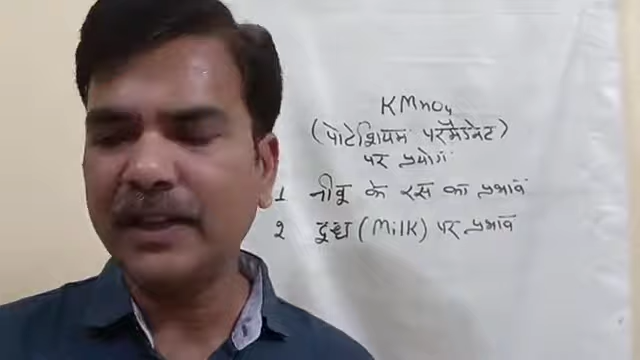 KMnO4
(पोटेशियम परमैगनेट)
पर प्रयोग
1 नीबू के रस का प्रभाव
2 दुग्ध (Milk) पर प्रभाव